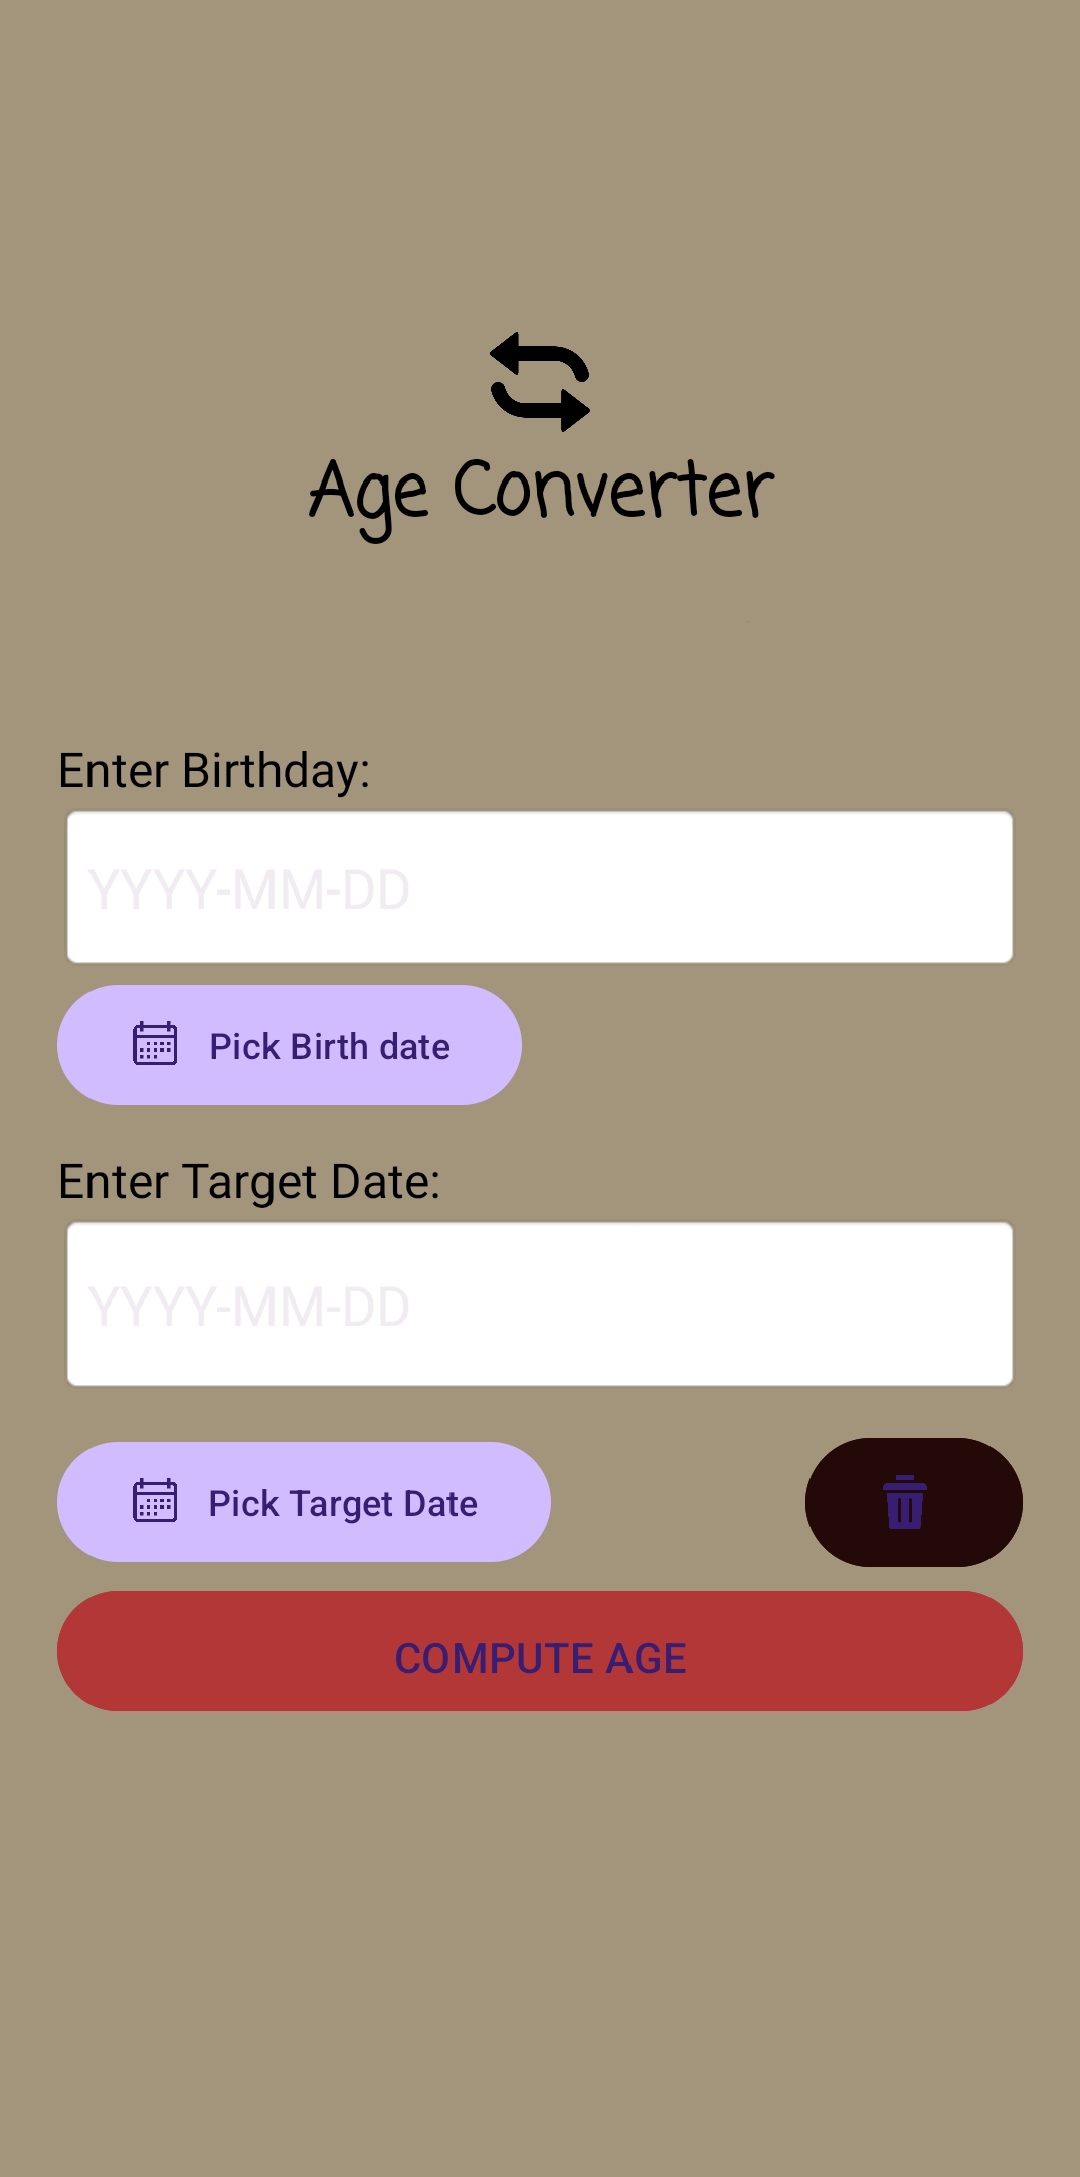 Age Converter
Enter Birthday:
YYYY-MM-DD
Pick Birth date
Enter Target Date:
YYYY-MM-DD
Pick Target Date
COMPUTE AGE